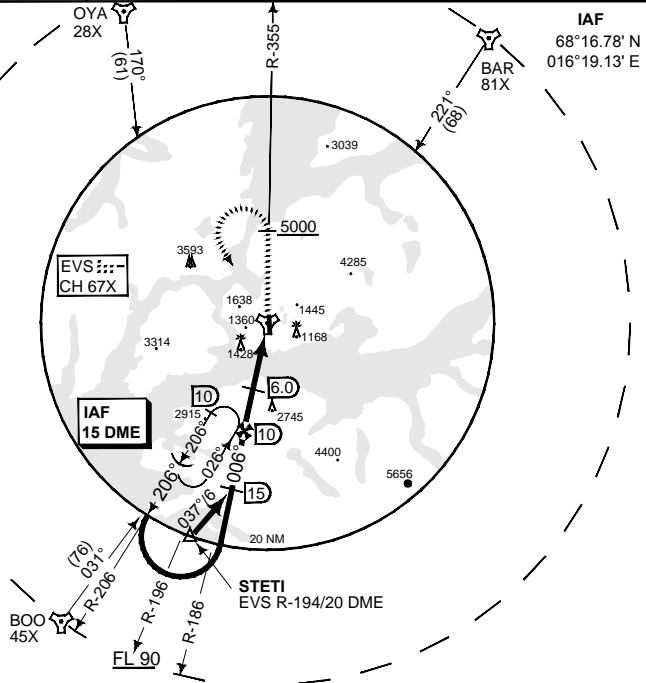 OYA
28X
170°
(61)
R-355
IAF
68°16.78' N
016°19.13' E
BAR
81X
221°
(68)
3039
5000
3593
EVS
CH 67X
4285
1638
1445
1360
1168
3314
1428
6.0
10
IAF
15 DME
2915
2745
10
206°
026°
006°
4400
5656
206°
15
037°/6
20 NM
(76)
031°
R-206
STETI
EVS R-194/20 DME
R-196
R-186
BOO
45X
FL 90